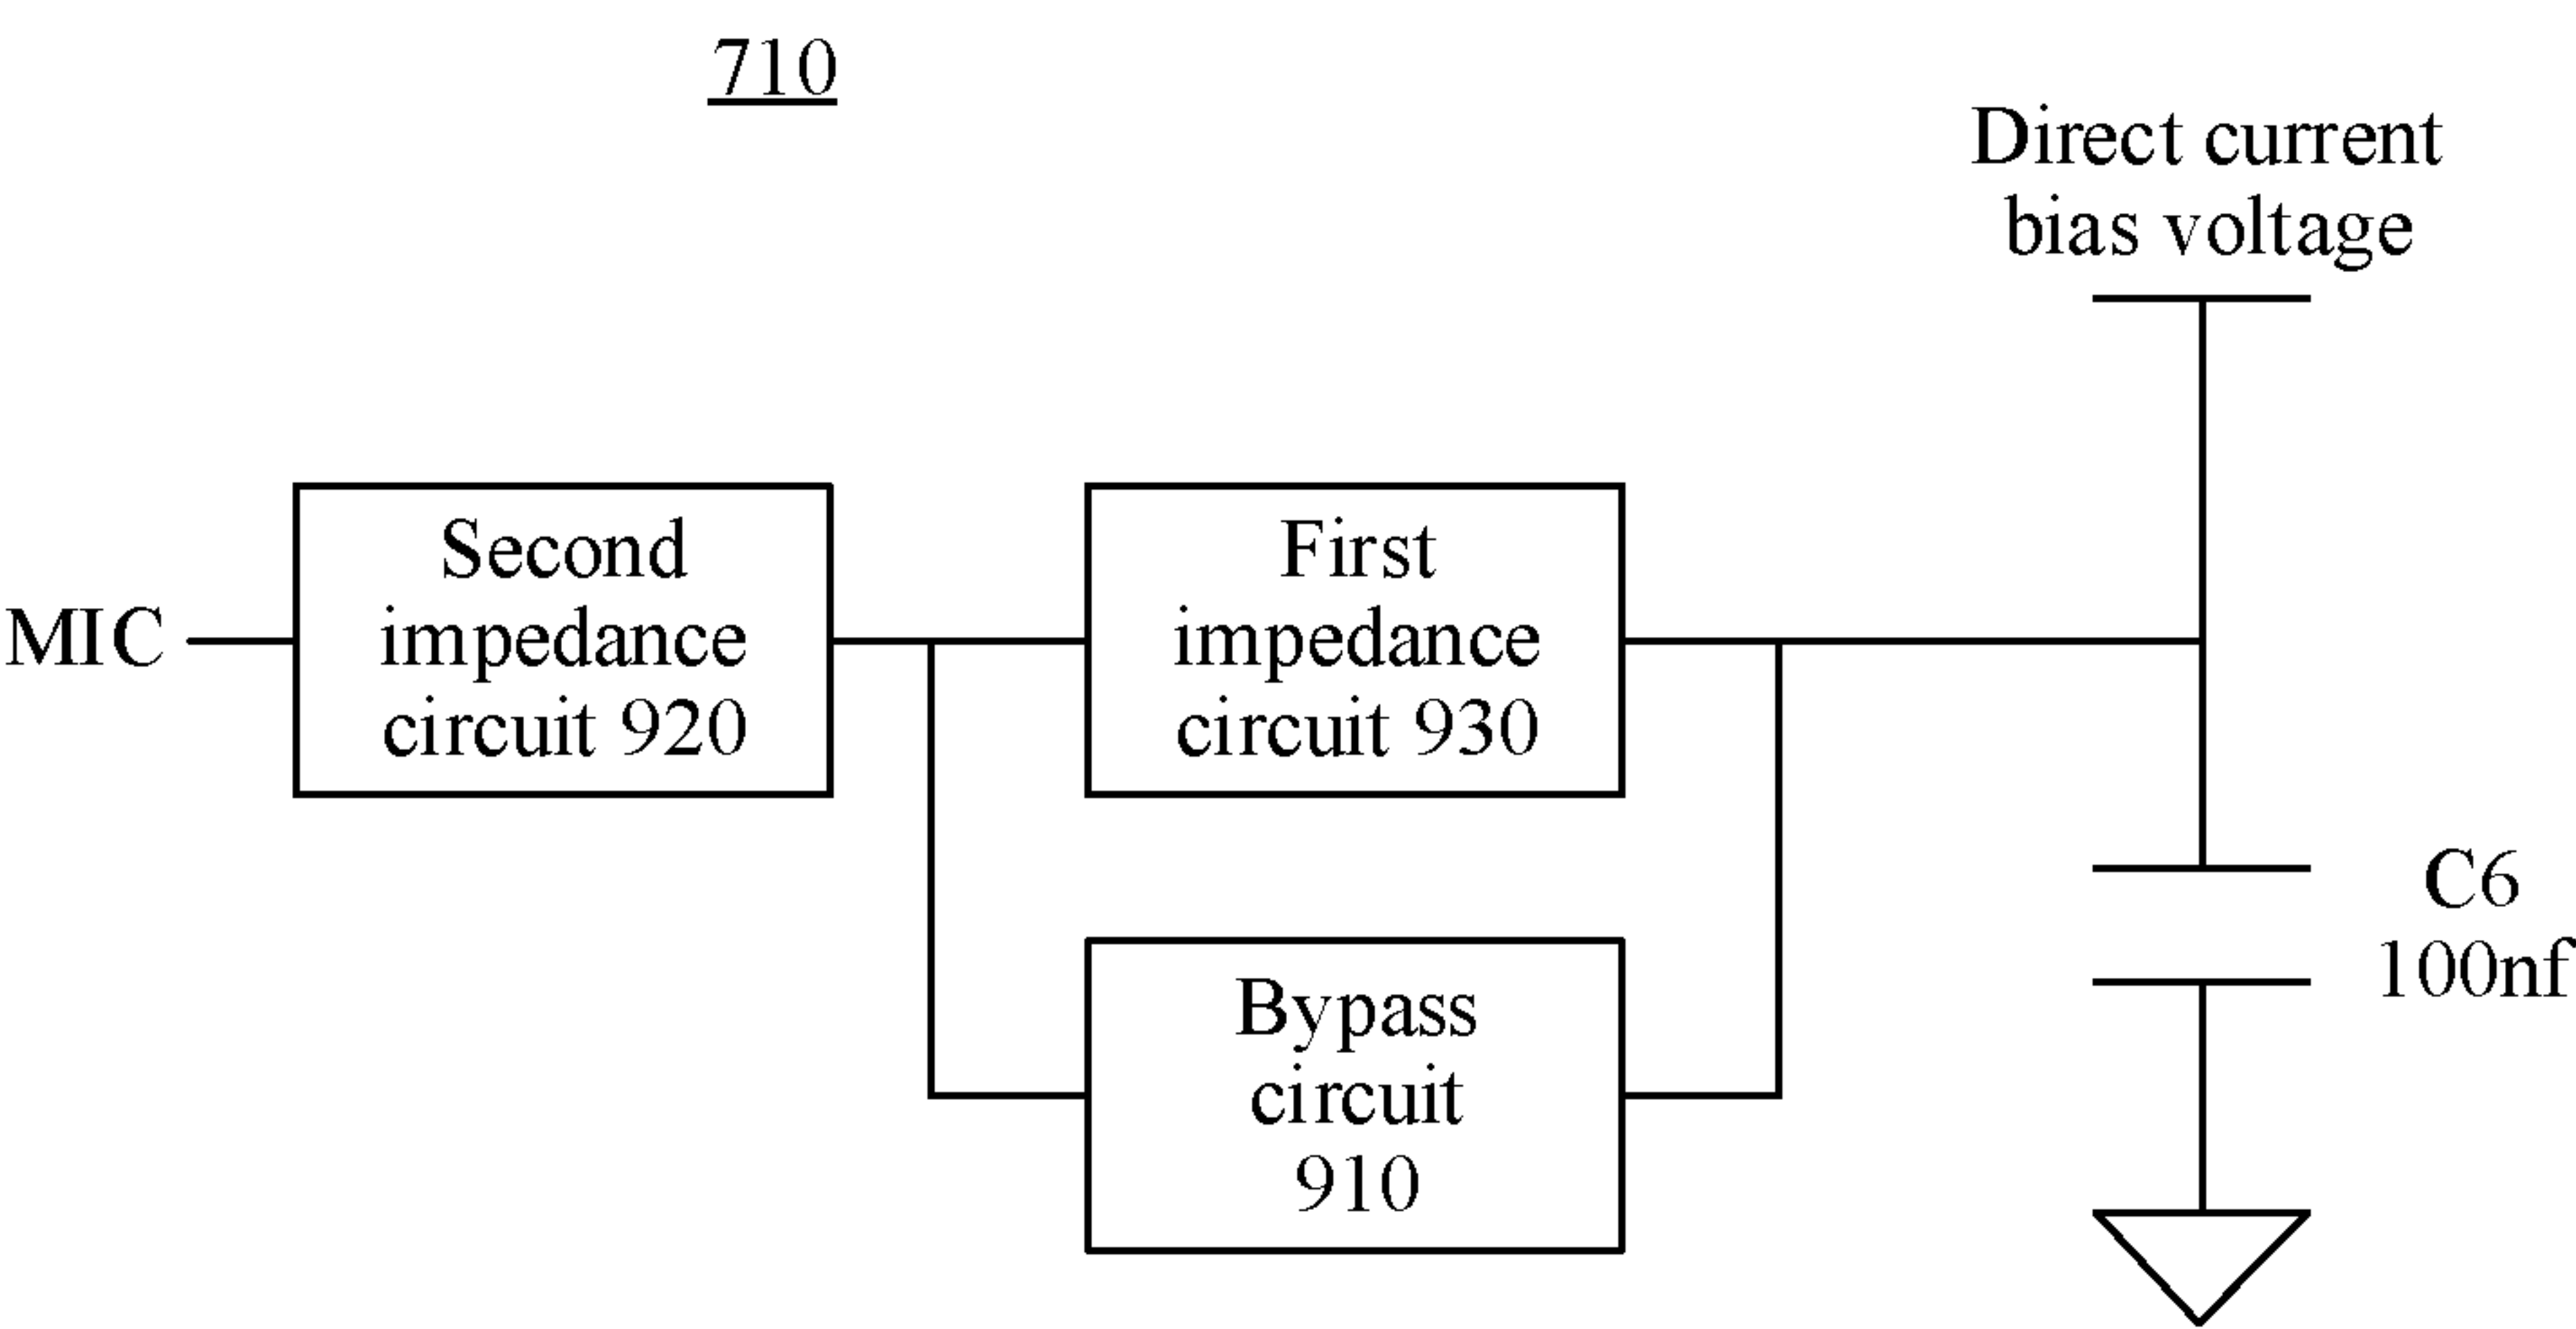 710
Direct current
bias voltage
MIC
Second
impedance
circuit 920
First
impedance
circuit 930
Bypass
circuit
910
C6
100nf